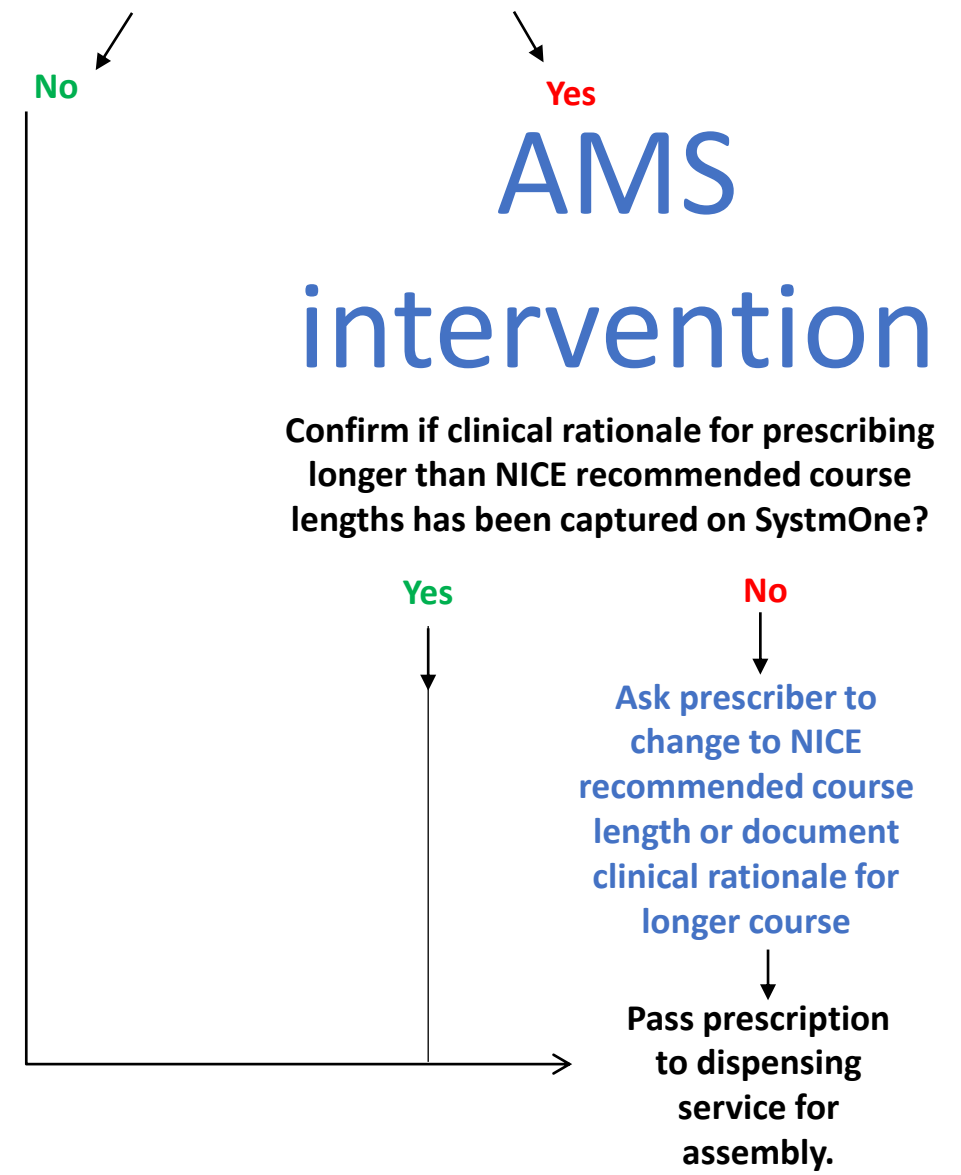 No
Yes
AMS
intervention
Confirm if clinical rationale for prescribing
longer than NICE recommended course
lengths has been captured on SystmOne?
Yes
No
Ask prescriber to
change to NICE
recommended course
length or document
clinical rationale for
longer course
Pass prescription
to dispensing
service for
assembly.